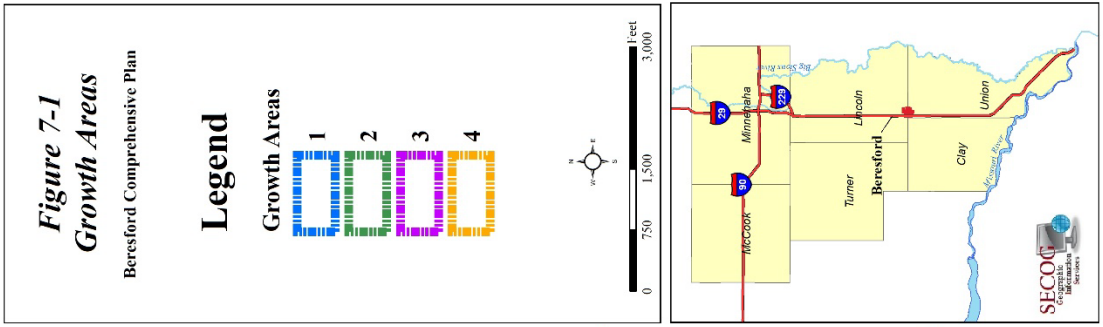 Figure 7-1
Growth Areas
Beresford Comprehensive Plan
Legend
Growth Areas
1
2
3
4
N
W
E
S
0
750
1,500
3,000
Feet
Big Sioux River
29
229
90
Minnehaha
McCook
Lincoln
Turner
Union
Clay
Beresford
Missouri River
SECOG
Geographic
Information
Services